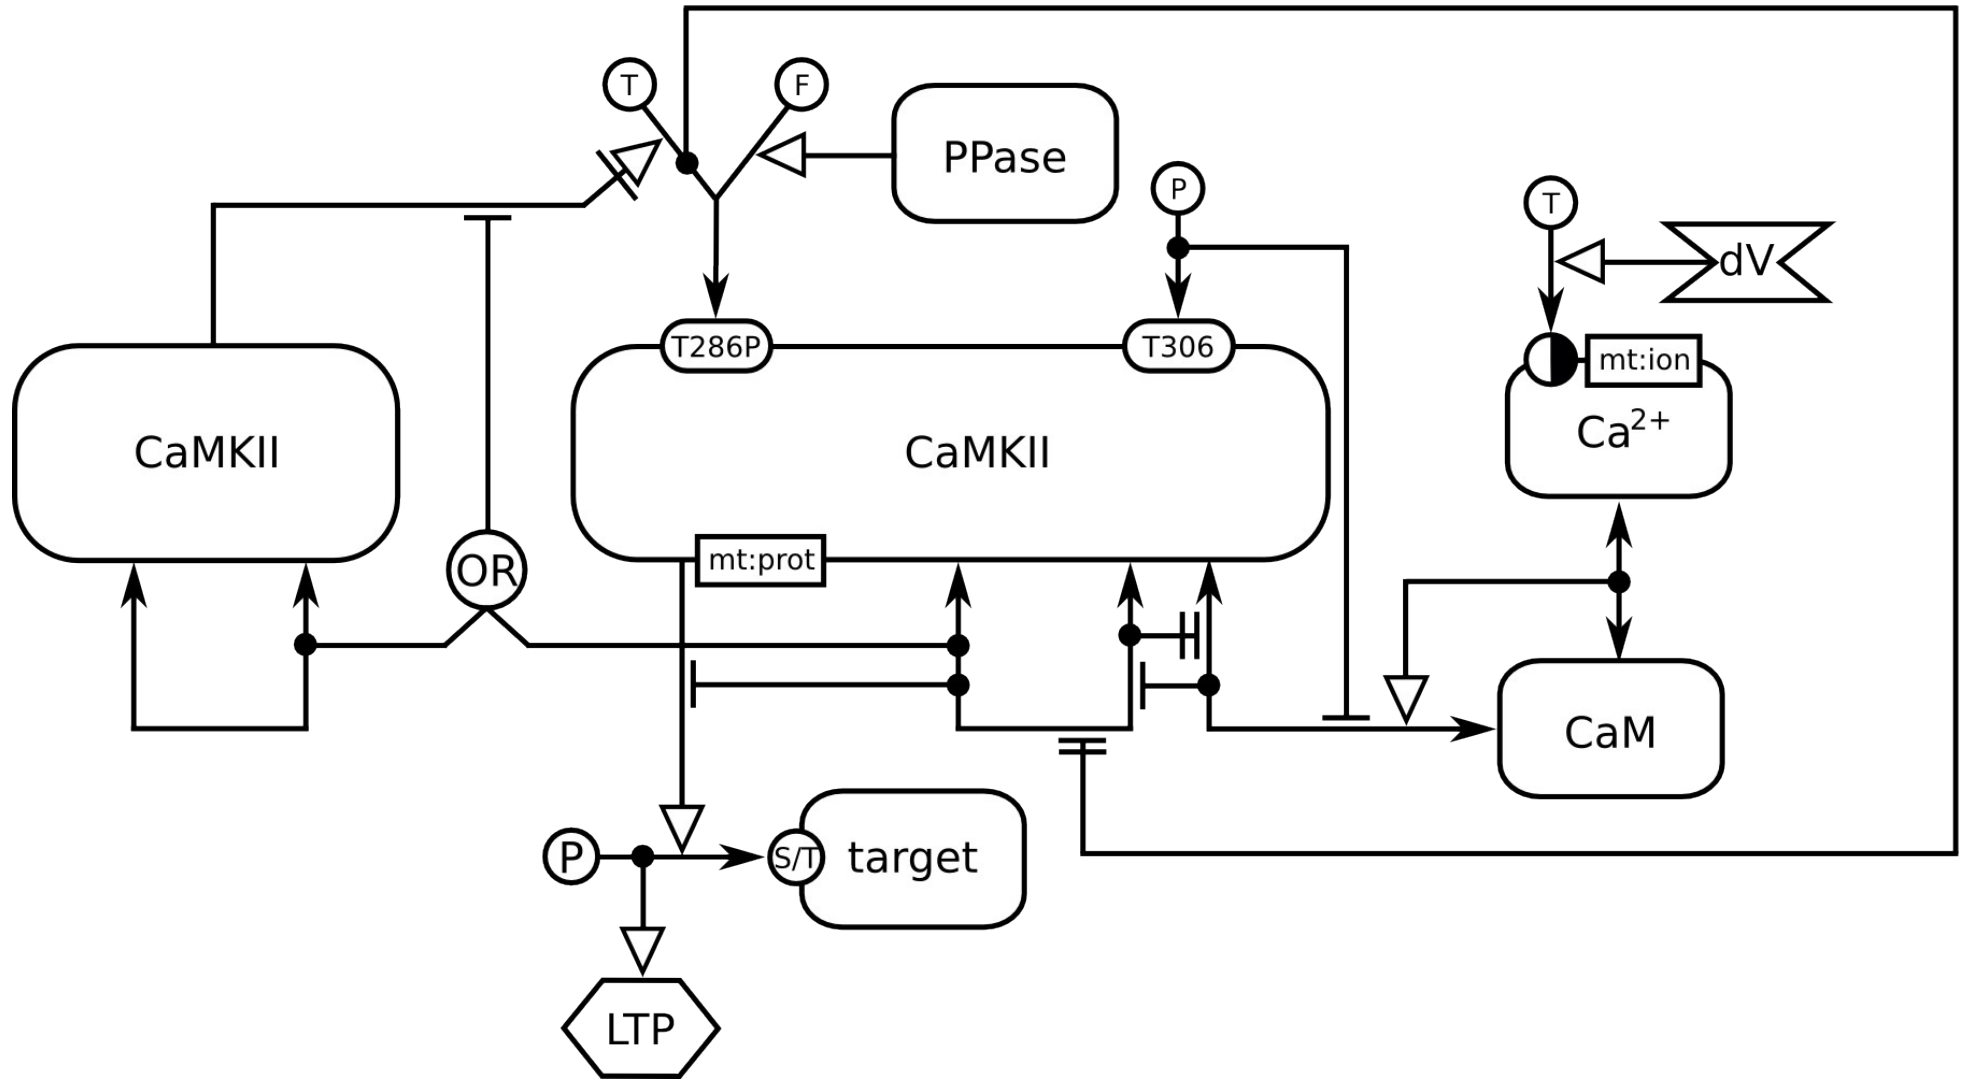 T
F
PPase
P
T
dV
T286P
T306
mt:ion
Ca²⁺
CaMKII
CaMKII
OR
mt:prot
CaM
P
S/T
target
LTP